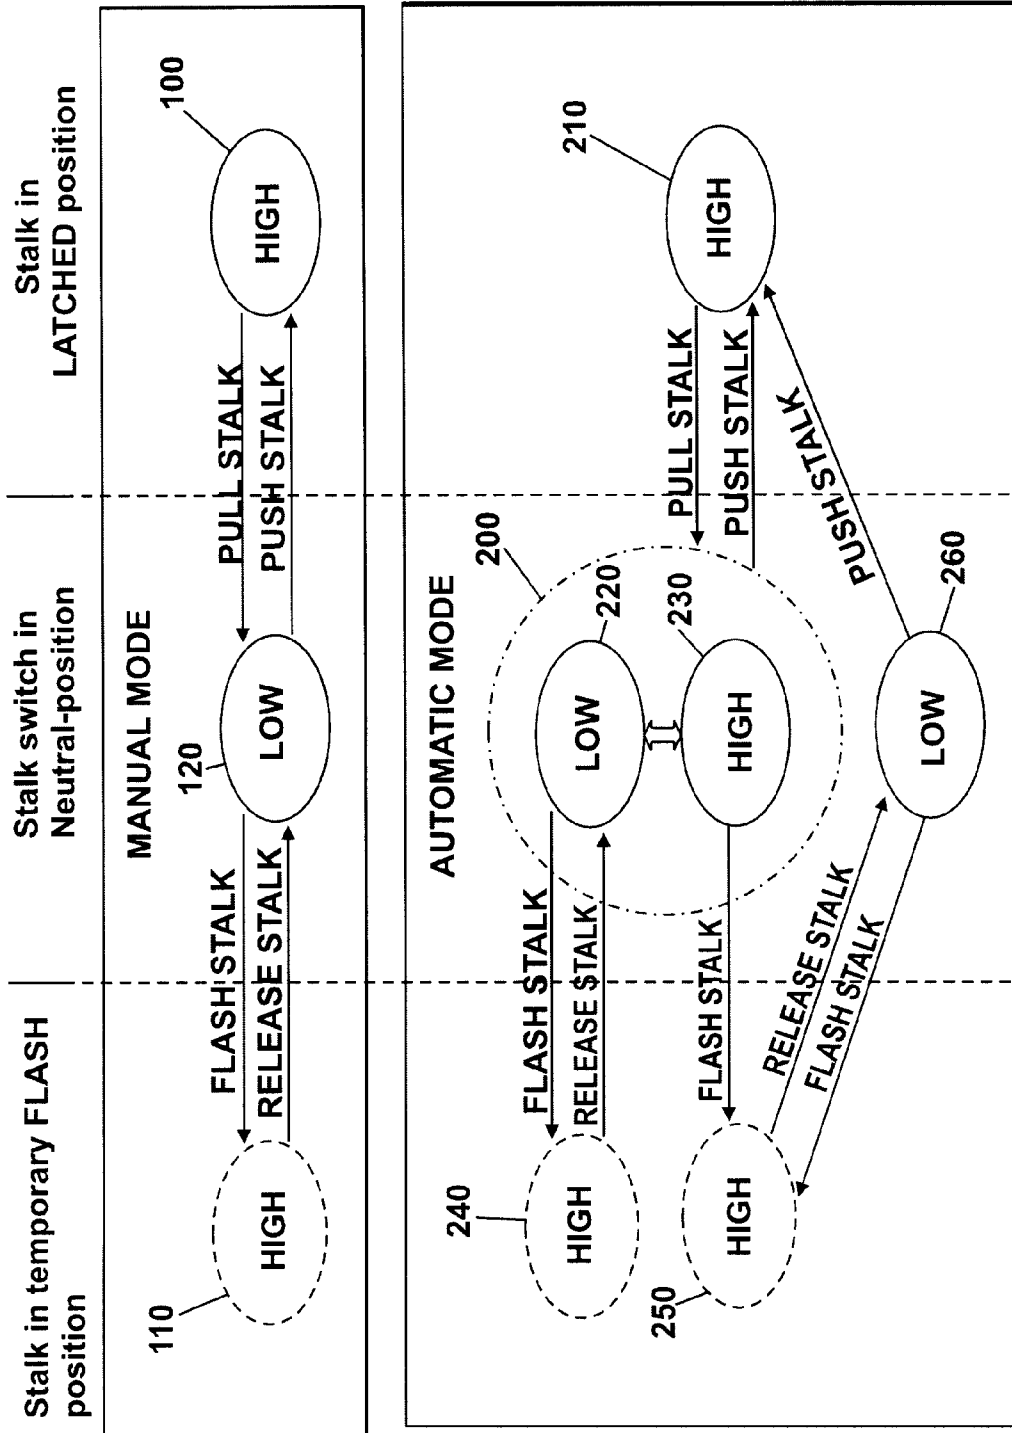 Stalk in temporary FLASH
position
Stalk switch in
Neutral-position
Stalk in
LATCHED position
MANUAL MODE
110
HIGH
FLASH STALK
RELEASE STALK
120
LOW
PULL STALK
PUSH STALK
100
HIGH
AUTOMATIC MODE
240
HIGH
FLASH STALK
RELEASE STALK
200
LOW
220
250
HIGH
FLASH STALK
HIGH
230
PULL STALK
PUSH STALK
210
HIGH
RELEASE STALK
FLASH STALK
LOW
260
PUSH STALK